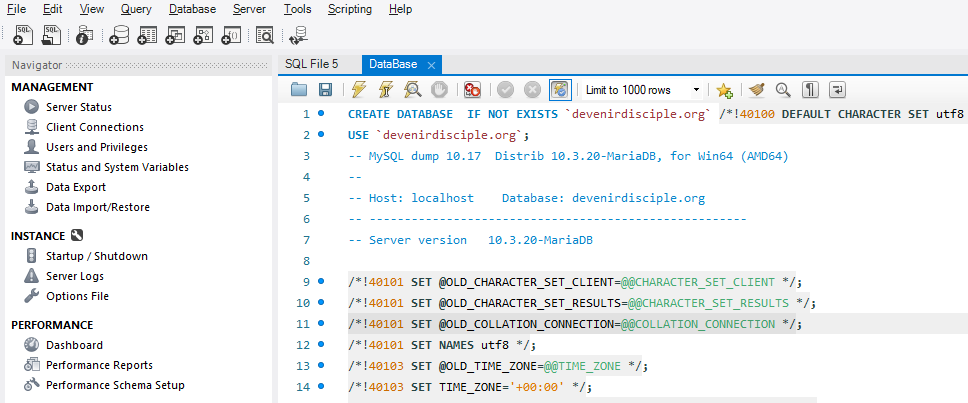 File Edit View Query Database Server Tools Scripting Help
Navigator
SQL File 5 DataBase
MANAGEMENT
Server Status
Client Connections
Users and Privileges
Status and System Variables
Data Export
Data Import/Restore
INSTANCE
Startup / Shutdown
Server Logs
Options File
PERFORMANCE
Dashboard
Performance Reports
Performance Schema Setup
Limit to 1000 rows
1 CREATE DATABASE  IF NOT EXISTS `devenirdisciple.org` /*!40100 DEFAULT CHARACTER SET utf8
2 USE `devenirdisciple.org`;
3 -- MySQL dump 10.17  Distrib 10.3.20-MariaDB, for Win64 (AMD64)
4 --
5 -- Host: localhost    Database: devenirdisciple.org
6 -- ------------------------------------------------------
7 -- Server version   10.3.20-MariaDB
8
9 /*!40101 SET @OLD_CHARACTER_SET_CLIENT=@@CHARACTER_SET_CLIENT */;
10 /*!40101 SET @OLD_CHARACTER_SET_RESULTS=@@CHARACTER_SET_RESULTS */;
11 /*!40101 SET @OLD_COLLATION_CONNECTION=@@COLLATION_CONNECTION */;
12 /*!40101 SET NAMES utf8 */;
13 /*!40103 SET @OLD_TIME_ZONE=@@TIME_ZONE */;
14 /*!40103 SET TIME_ZONE='+00:00' */;